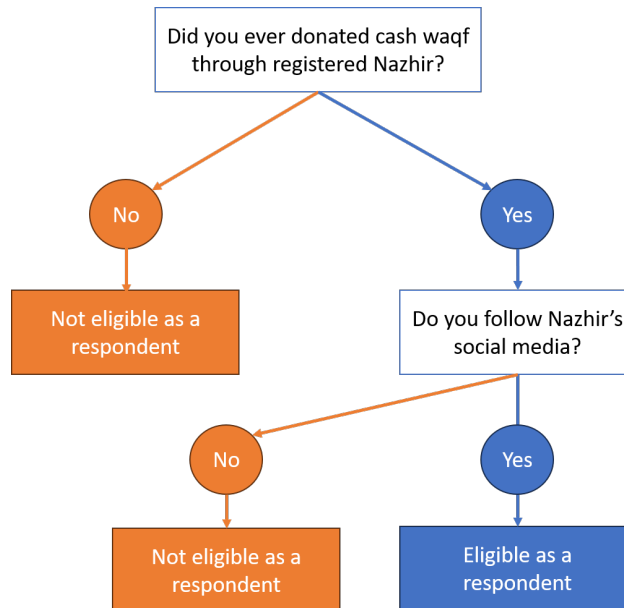 Did you ever donated cash waqf
through registered Nazhir?
No
Yes
Not eligible as a
respondent
Do you follow Nazhir’s
social media?
No
Yes
Not eligible as a
respondent
Eligible as a
respondent